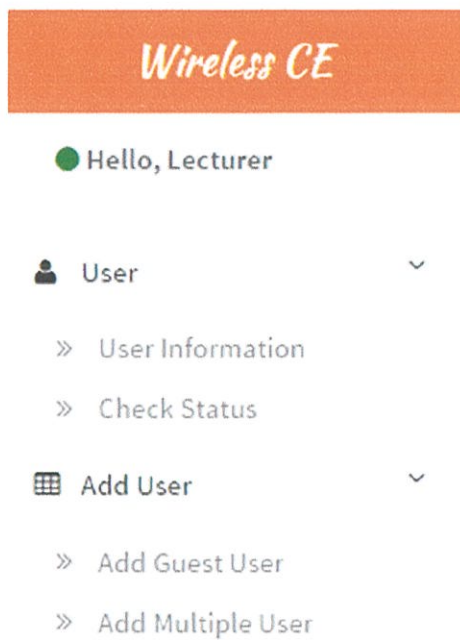 Wireless CE
Hello, Lecturer
User
User Information
Check Status
Add User
Add Guest User
Add Multiple User